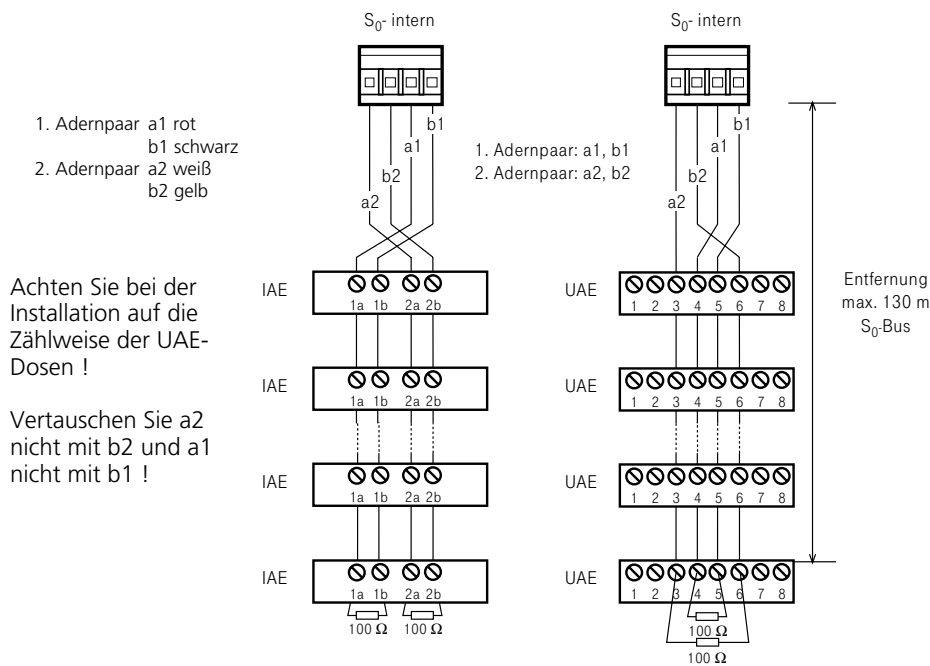 S0- intern
S0- intern
1. Adernpaar a1 rot
b1 schwarz
2. Adernpaar a2 weiß
b2 gelb
b1
a1
b2
a2
1. Adernpaar: a1, b1
2. Adernpaar: a2, b2
b1
a1
b2
a2
Achten Sie bei der
Installation auf die
Zählweise der UAE-
Dosen !
Vertauschen Sie a2
nicht mit b2 und a1
nicht mit b1 !
IAE
1a 1b 2a 2b
UAE
1 2 3 4 5 6 7 8
Entfernung
max. 130 m
S0-Bus
IAE
1a 1b 2a 2b
UAE
1 2 3 4 5 6 7 8
IAE
1a 1b 2a 2b
UAE
1 2 3 4 5 6 7 8
IAE
1a 1b 2a 2b
100 Ω 100 Ω
UAE
1 2 3 4 5 6 7 8
100 Ω
100 Ω